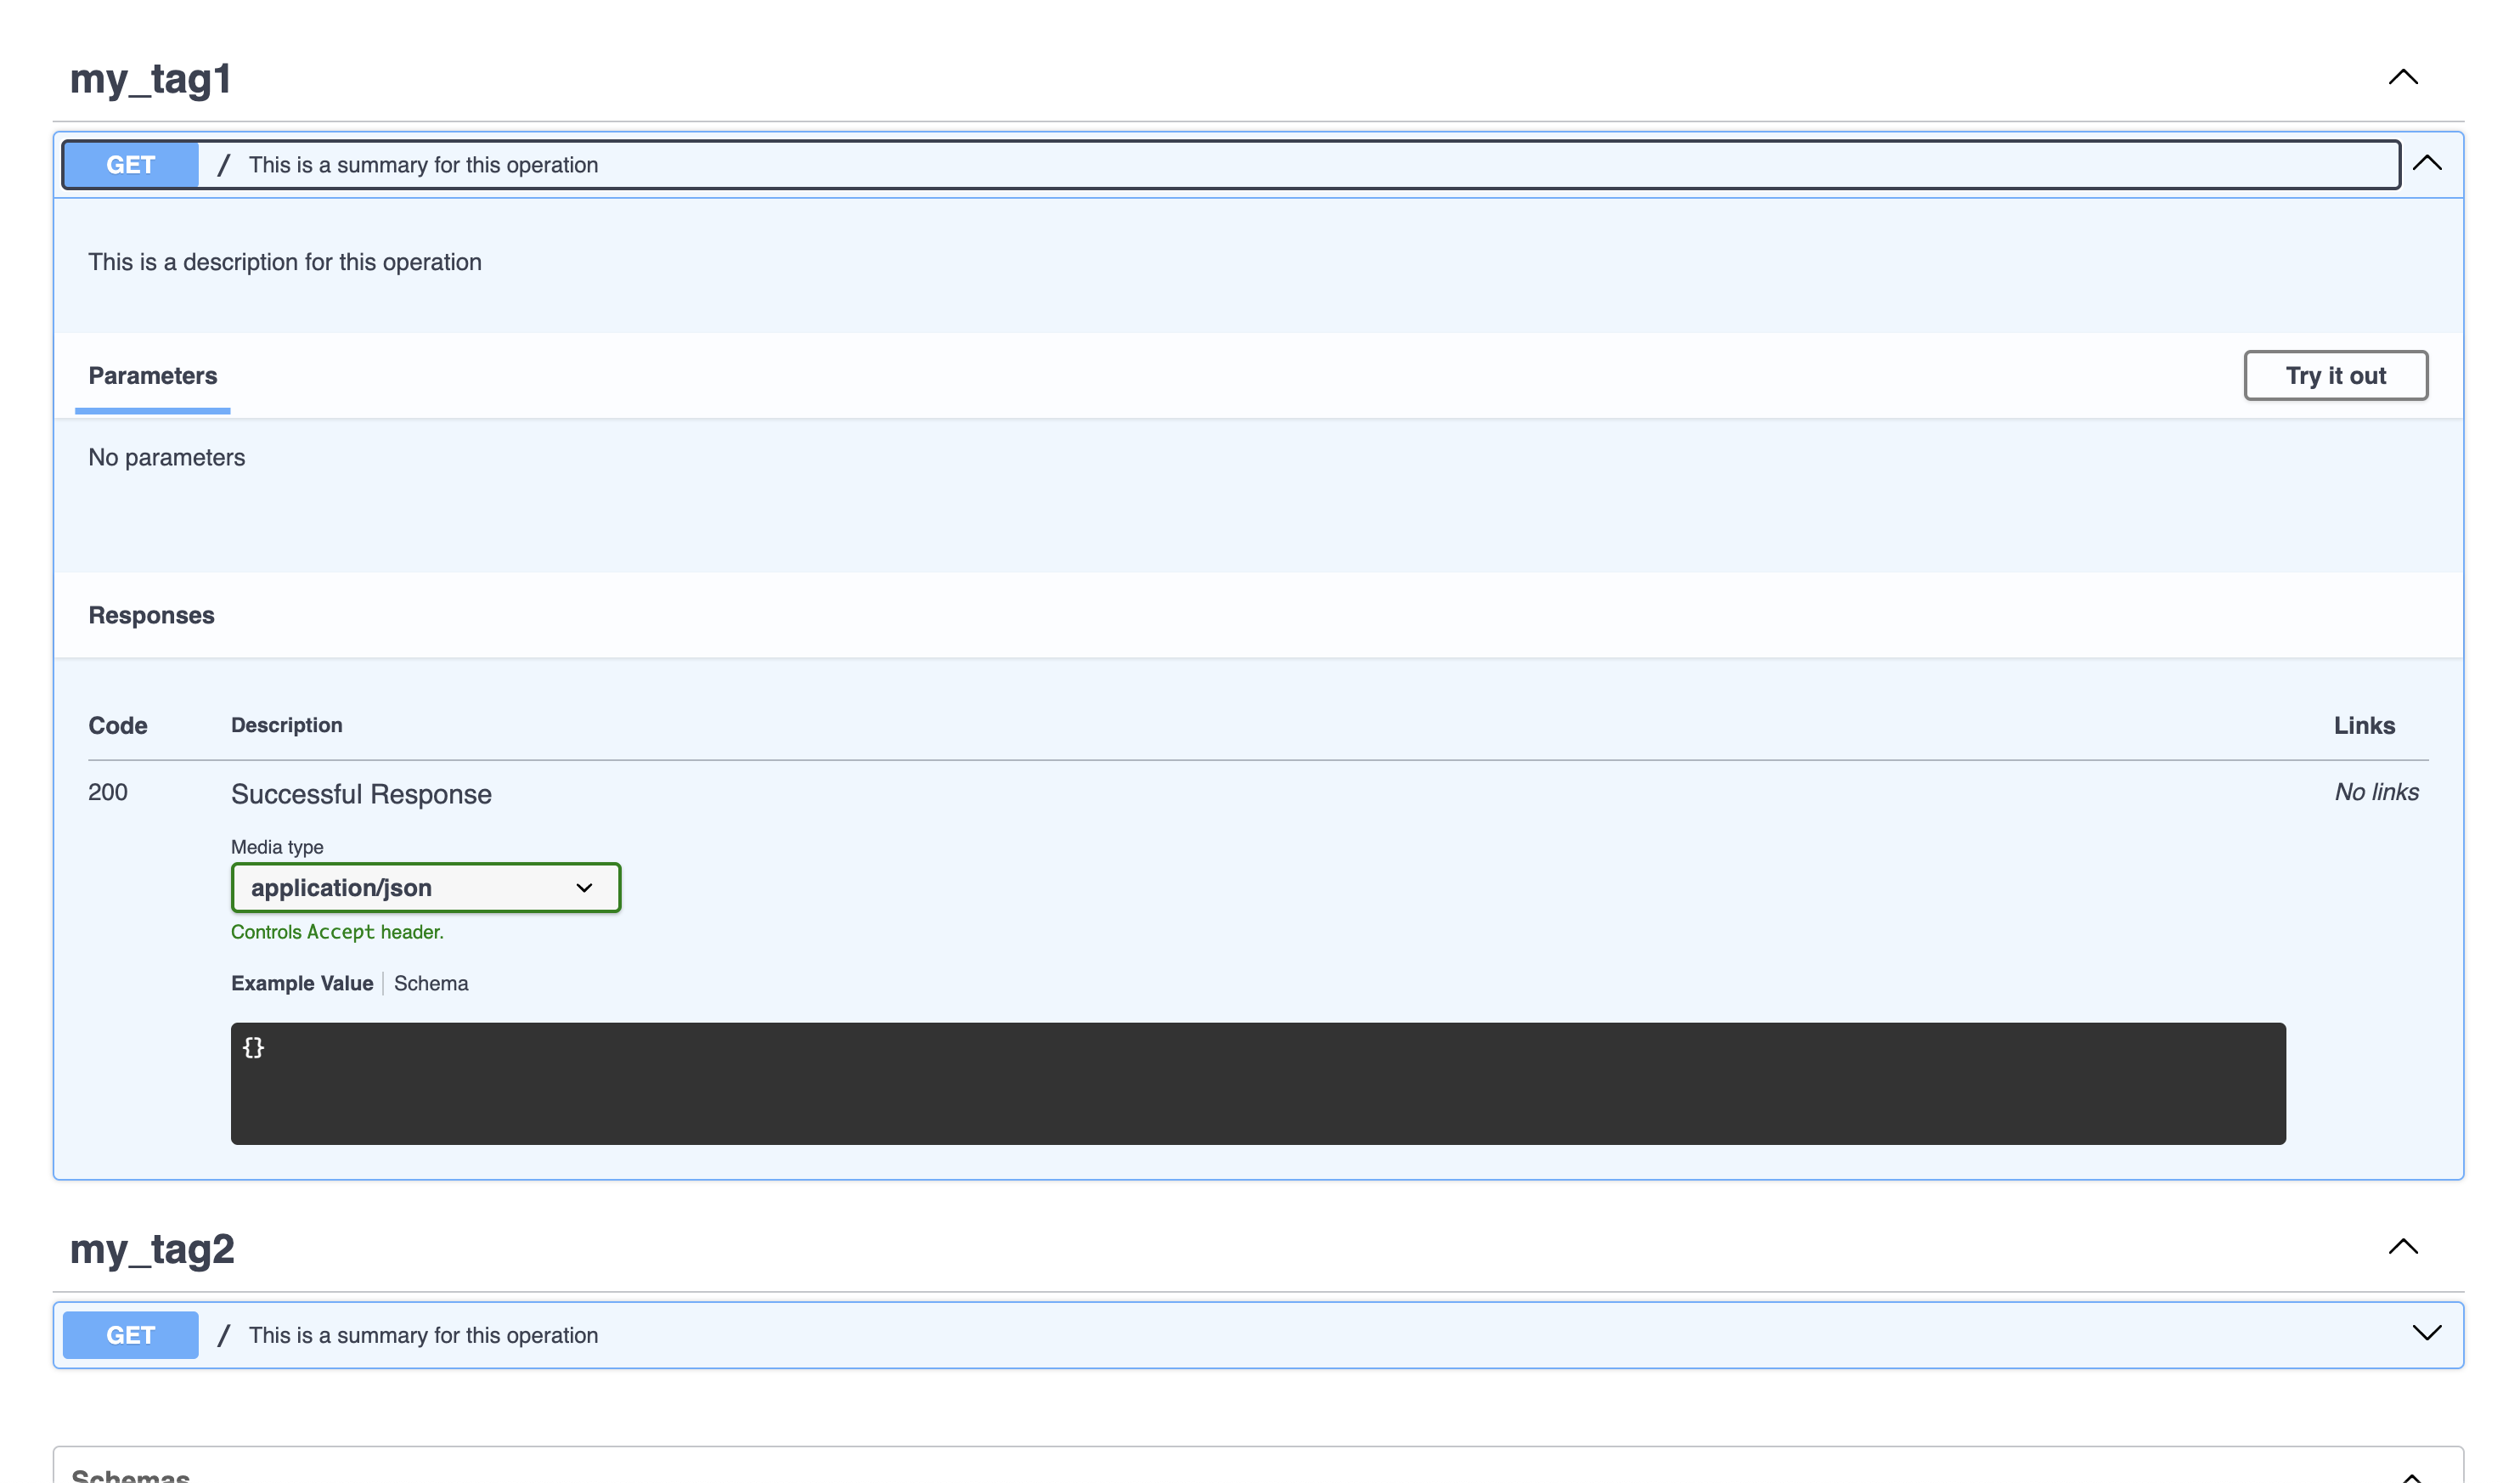 my_tag1
GET / This is a summary for this operation
This is a description for this operation
Parameters
Try it out
No parameters
Responses
Code Description Links
200 Successful Response No links
Media type
application/json
Controls Accept header.
Example Value Schema
{}
my_tag2
GET / This is a summary for this operation
Schemas